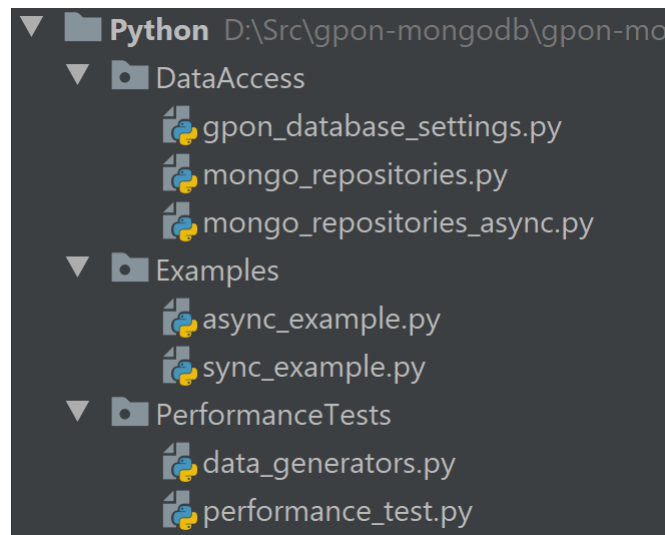 Python D:\Src\gpon-mongodb\gpon-mo
DataAccess
gpon_database_settings.py
mongo_repositories.py
mongo_repositories_async.py
Examples
async_example.py
sync_example.py
PerformanceTests
data_generators.py
performance_test.py